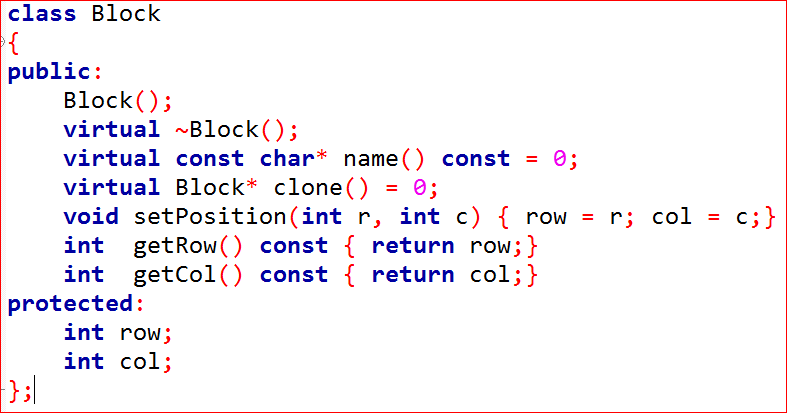 class Block
{
public:
    Block();
    virtual ~Block();
    virtual const char* name() const = 0;
    virtual Block* clone() = 0;
    void setPosition(int r, int c) { row = r; col = c;}
    int  getRow() const { return row;}
    int  getCol() const { return col;}
protected:
    int row;
    int col;
};